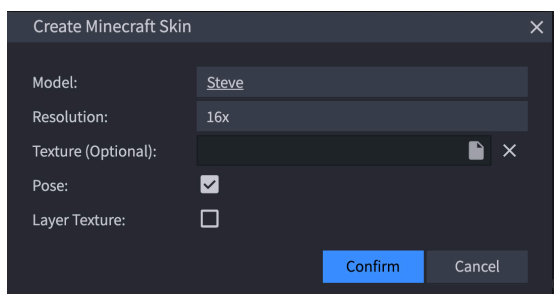 Create Minecraft Skin
Model: Steve
Resolution: 16x
Texture (Optional):
Pose:
Layer Texture:
Confirm Cancel